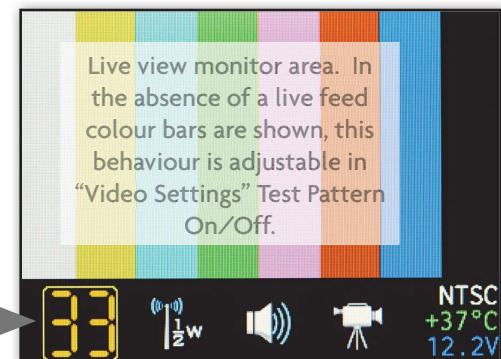 Live view monitor area.  In
the absence of a live feed
colour bars are shown, this
behaviour is adjustable in
“Video Settings” Test Pattern
On/Off.
33
½w
NTSC
+37°C
12.2V